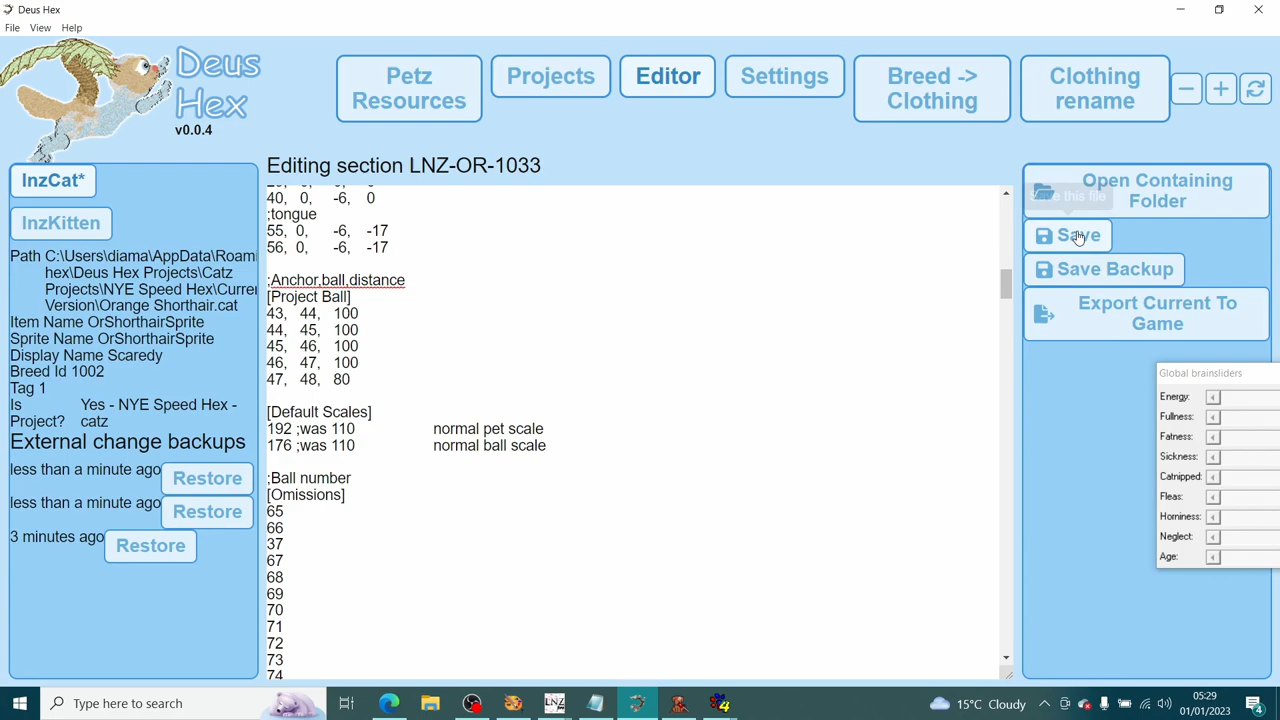 Deus Hex
File View Help
Deus
Hex
v0.0.4
Petz
Resources
Projects
Editor
Settings
Breed ->
Clothing
Clothing
rename
lnzCat*
lnzKitten
Path C:\Users\diama\AppData\Roami
hex\Deus Hex Projects\Catz
Projects\NYE Speed Hex\Curren
Version\Orange Shorthair.cat
Item Name OrShorthairSprite
Sprite Name OrShorthairSprite
Display Name Scaredy
Breed Id 1002
Tag 1
Is Yes - NYE Speed Hex -
Project? catz
External change backups
less than a minute ago Restore
less than a minute ago Restore
3 minutes ago Restore
Editing section LNZ-OR-1033
40, 0, -6, 0
;tongue
55, 0, -6, -17
56, 0, -6, -17
;Anchor,ball,distance
[Project Ball]
43, 44, 100
44, 45, 100
45, 46, 100
46, 47, 100
47, 48, 80
[Default Scales]
192 ;was 110 normal pet scale
176 ;was 110 normal ball scale
;Ball number
[Omissions]
65
66
37
67
68
69
70
71
72
73
74
Open Containing
Folder
Save this file
Save
Save Backup
Export Current To
Game
Global brainsliders
Energy:
Fullness:
Fatness:
Sickness:
Catnipped:
Fleas:
Horniness:
Neglect:
Age:
Type here to search
LNZ
4
15°C Cloudy
05:29
01/01/2023
4